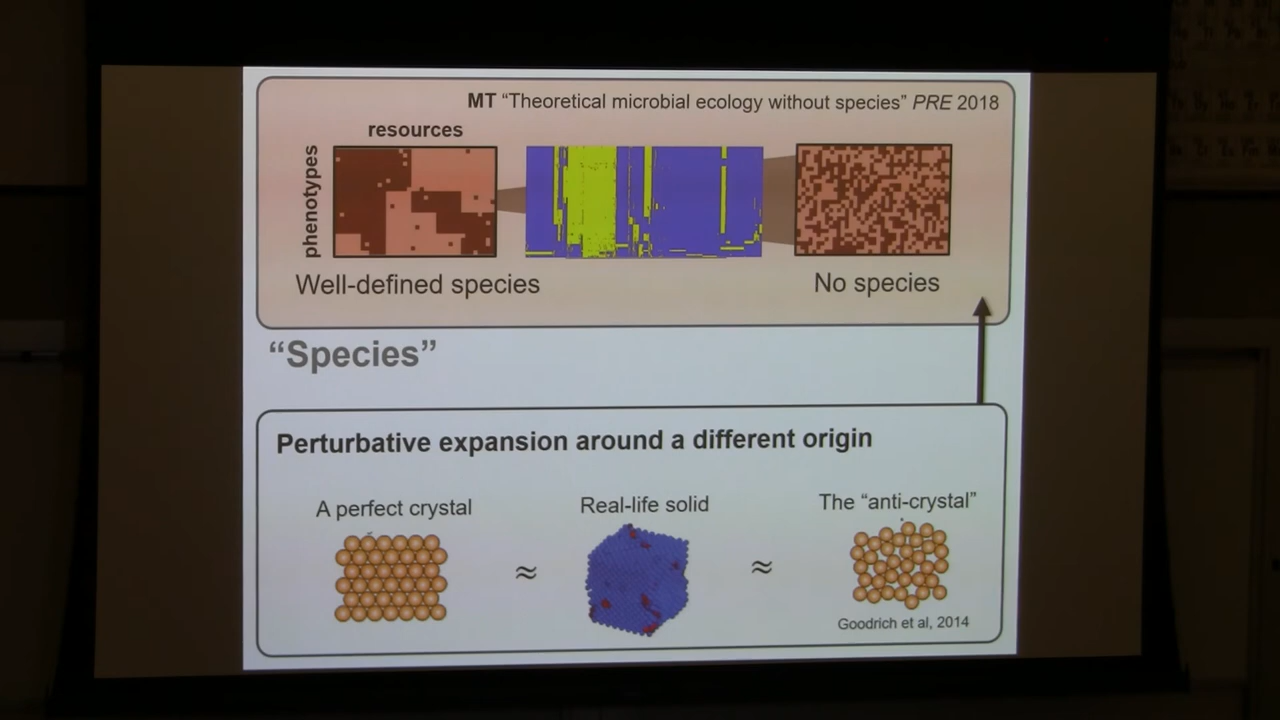 MT “Theoretical microbial ecology without species” PRE 2018
resources
phenotypes
Well-defined species
No species
“Species”
Perturbative expansion around a different origin
A perfect crystal
Real-life solid
The “anti-crystal”
≈
≈
Goodrich et al, 2014